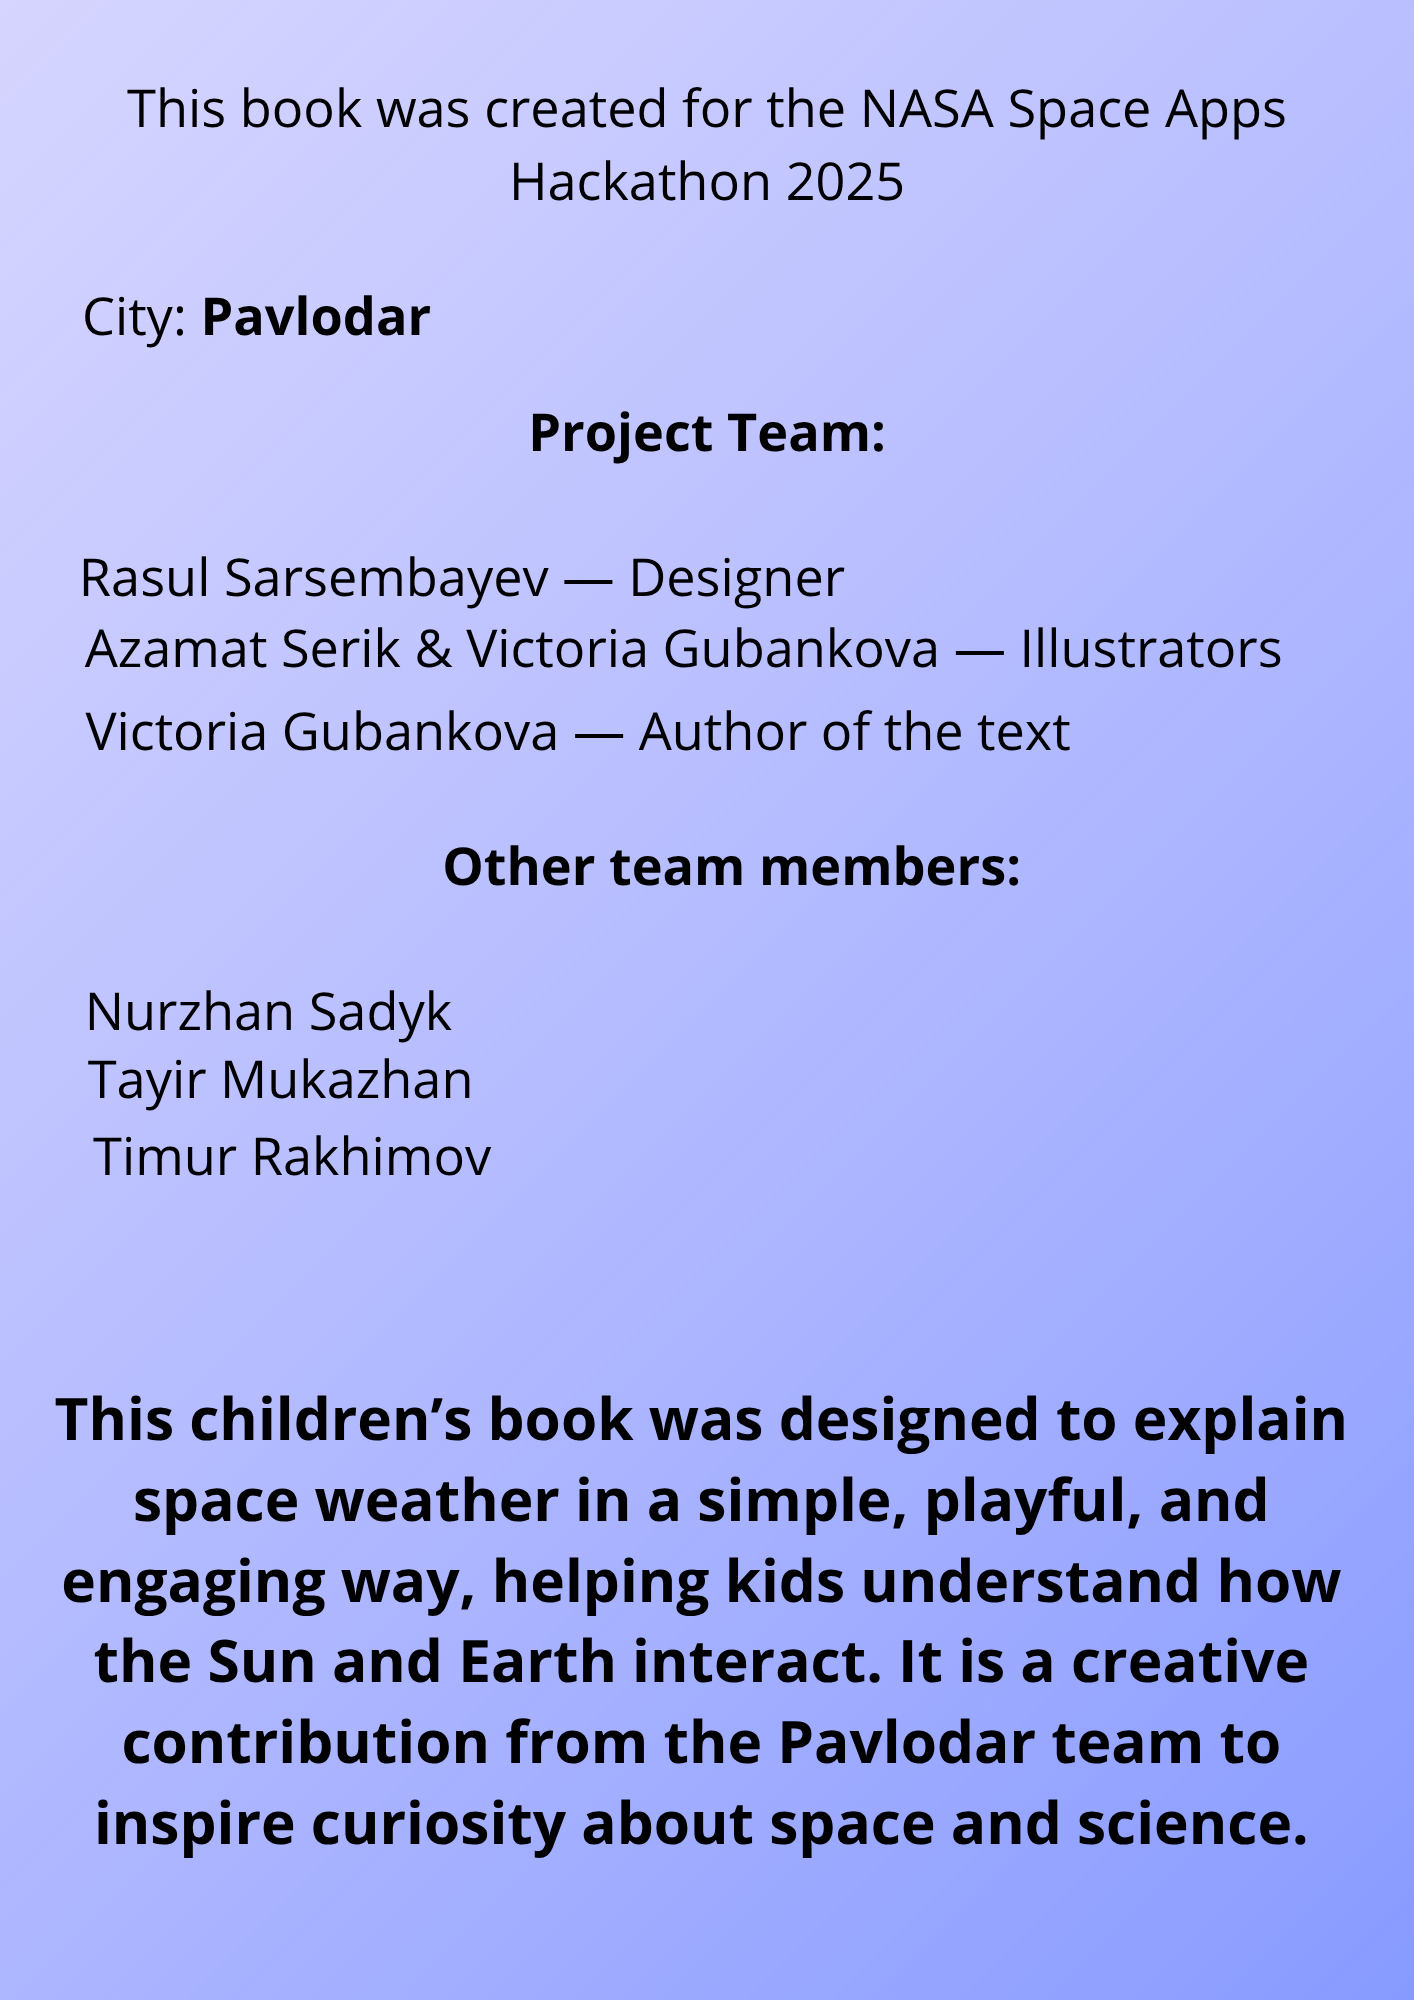 This book was created for the NASA Space Apps
Hackathon 2025
City: Pavlodar
Project Team:
Rasul Sarsembayev — Designer
Azamat Serik & Victoria Gubankova — Illustrators
Victoria Gubankova — Author of the text
Other team members:
Nurzhan Sadyk
Tayir Mukazhan
Timur Rakhimov
This children’s book was designed to explain
space weather in a simple, playful, and
engaging way, helping kids understand how
the Sun and Earth interact. It is a creative
contribution from the Pavlodar team to
inspire curiosity about space and science.